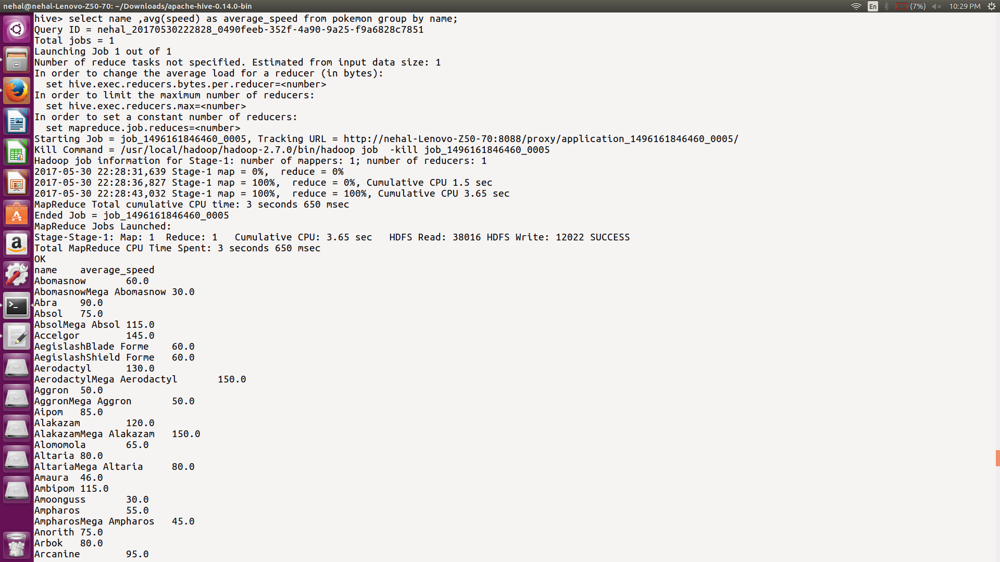 nehal@nehal-Lenovo-Z50-70: ~/Downloads/apache-hive-0.14.0-bin
En
(7%)
10:29 PM
hive> select name ,avg(speed) as average_speed from pokemon group by name;
Query ID = nehal_20170530222828_0490feeb-352f-4a90-9a25-f9a6828c7851
Total jobs = 1
Launching Job 1 out of 1
Number of reduce tasks not specified. Estimated from input data size: 1
In order to change the average load for a reducer (in bytes):
  set hive.exec.reducers.bytes.per.reducer=<number>
In order to limit the maximum number of reducers:
  set hive.exec.reducers.max=<number>
In order to set a constant number of reducers:
  set mapreduce.job.reduces=<number>
Starting Job = job_1496161846460_0005, Tracking URL = http://nehal-Lenovo-Z50-70:8088/proxy/application_1496161846460_0005/
Kill Command = /usr/local/hadoop/hadoop-2.7.0/bin/hadoop job  -kill job_1496161846460_0005
Hadoop job information for Stage-1: number of mappers: 1; number of reducers: 1
2017-05-30 22:28:31,639 Stage-1 map = 0%,  reduce = 0%
2017-05-30 22:28:36,827 Stage-1 map = 100%,  reduce = 0%, Cumulative CPU 1.5 sec
2017-05-30 22:28:43,032 Stage-1 map = 100%,  reduce = 100%, Cumulative CPU 3.65 sec
MapReduce Total cumulative CPU time: 3 seconds 650 msec
Ended Job = job_1496161846460_0005
MapReduce Jobs Launched:
Stage-Stage-1: Map: 1  Reduce: 1   Cumulative CPU: 3.65 sec   HDFS Read: 38016 HDFS Write: 12022 SUCCESS
Total MapReduce CPU Time Spent: 3 seconds 650 msec
OK
name    average_speed
Abomasnow       60.0
AbomasnowMega Abomasnow 30.0
Abra    90.0
Absol   75.0
AbsolMega Absol 115.0
Accelgor        145.0
AegislashBlade Forme    60.0
AegislashShield Forme   60.0
Aerodactyl      130.0
AerodactylMega Aerodactyl       150.0
Aggron  50.0
AggronMega Aggron       50.0
Aipom   85.0
Alakazam        120.0
AlakazamMega Alakazam   150.0
Alomomola       65.0
Altaria 80.0
AltariaMega Altaria     80.0
Amaura  46.0
Ambipom 115.0
Amoonguss       30.0
Ampharos        55.0
AmpharosMega Ampharos   45.0
Anorith 75.0
Arbok   80.0
Arcanine        95.0